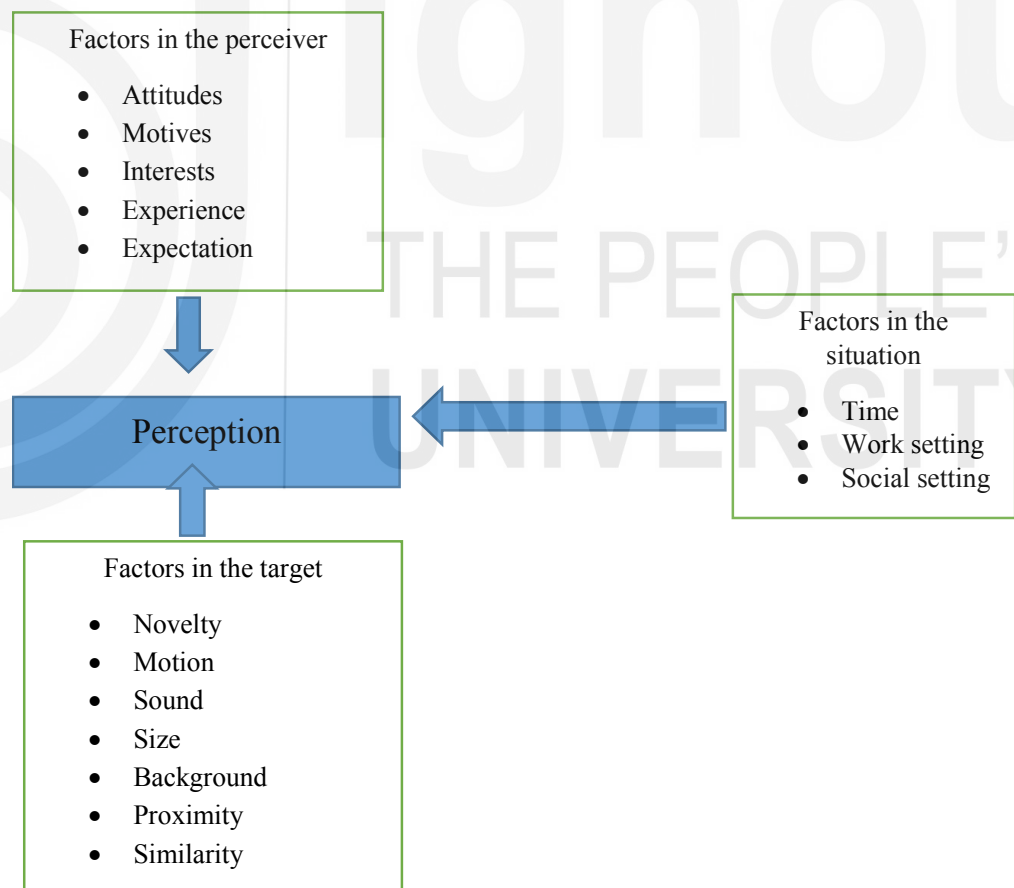 ignou
THE PEOPLE'
UNIVERSITY
Factors in the perceiver
• Attitudes
• Motives
• Interests
• Experience
• Expectation
Perception
Factors in the
situation
• Time
• Work setting
• Social setting
Factors in the target
• Novelty
• Motion
• Sound
• Size
• Background
• Proximity
• Similarity